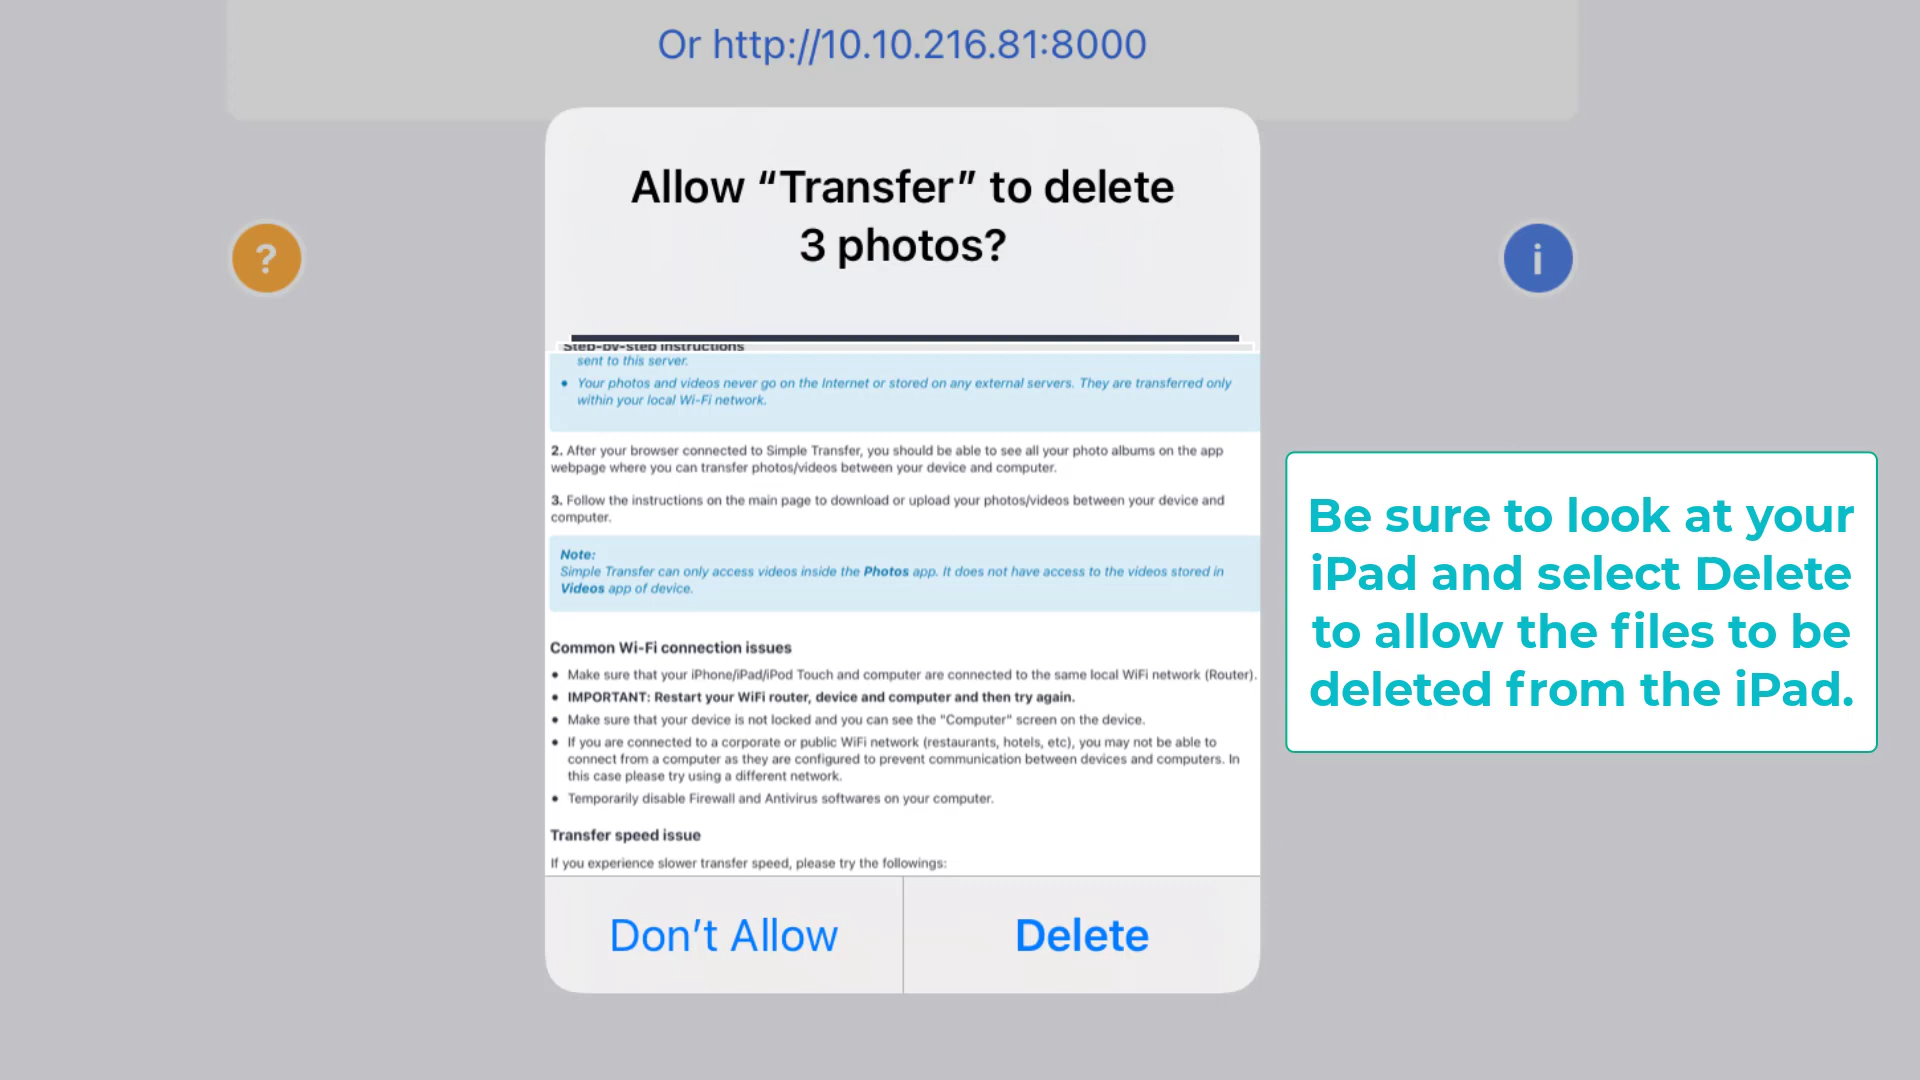 Or http://10.10.216.81:8000
Allow “Transfer” to delete
3 photos?
?
i
Step-by-step instructions
sent to this server.
• Your photos and videos never go on the Internet or stored on any external servers. They are transferred only
within your local Wi-Fi network.
2. After your browser connected to Simple Transfer, you should be able to see all your photo albums on the app
webpage where you can transfer photos/videos between your device and computer.
3. Follow the instructions on the main page to download or upload your photos/videos between your device and
computer.
Note:
Simple Transfer can only access videos inside the Photos app. It does not have access to the videos stored in
Videos app of device.
Common Wi-Fi connection issues
• Make sure that your iPhone/iPad/iPod Touch and computer are connected to the same local WiFi network (Router).
• IMPORTANT: Restart your WiFi router, device and computer and then try again.
• Make sure that your device is not locked and you can see the "Computer" screen on the device.
• If you are connected to a corporate or public WiFi network (restaurants, hotels, etc), you may not be able to
connect from a computer as they are configured to prevent communication between devices and computers. In
this case please try using a different network.
• Temporarily disable Firewall and Antivirus softwares on your computer.
Transfer speed issue
If you experience slower transfer speed, please try the followings:
Don’t Allow
Delete
Be sure to look at your
iPad and select Delete
to allow the files to be
deleted from the iPad.